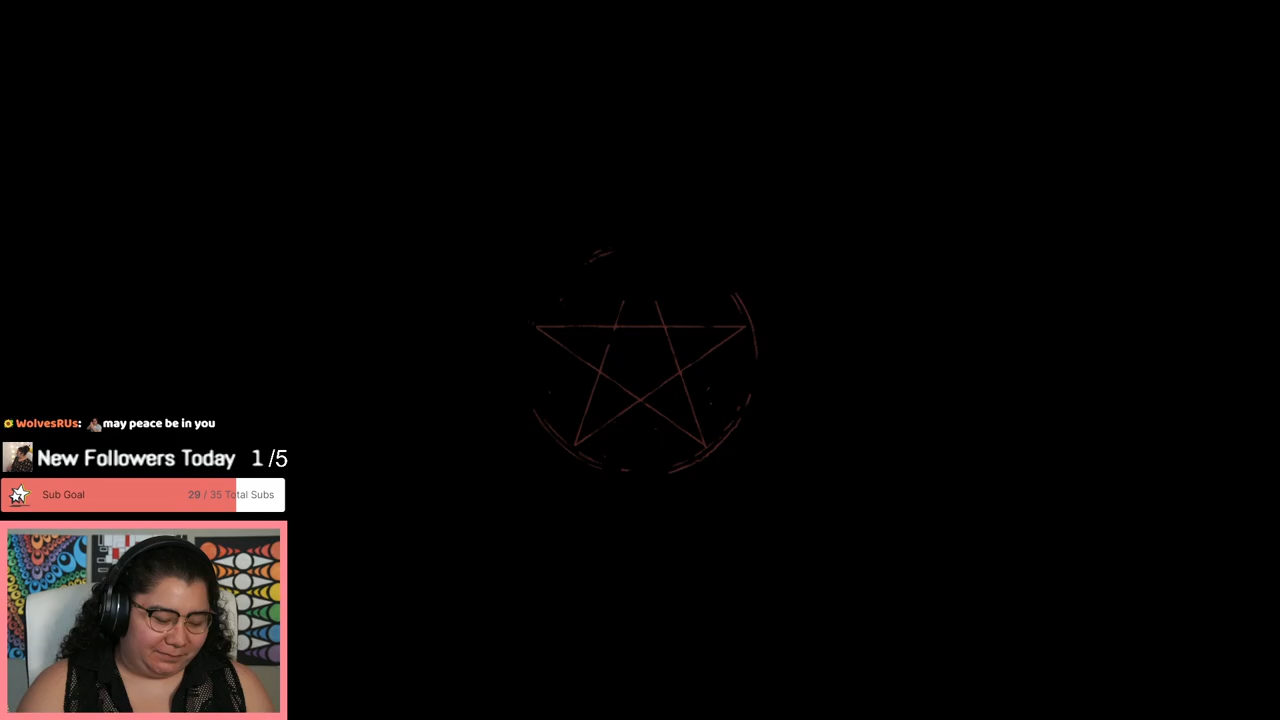 WolvesRUs: may peace be in you
New Followers Today 1 /5
Sub Goal 29 / 35 Total Subs